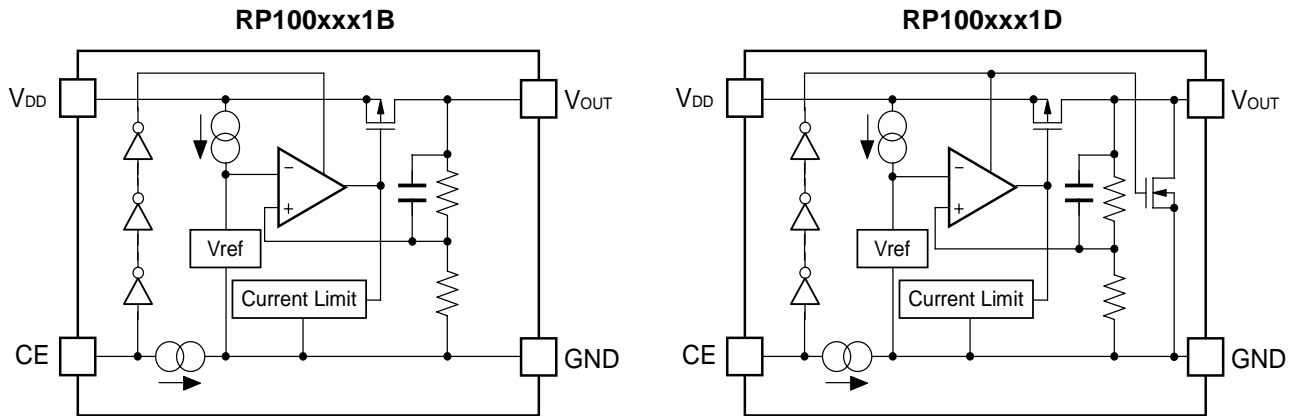 RP100xxx1B
VDD
VOUT
−
+
Vref
Current Limit
CE
GND
RP100xxx1D
VDD
VOUT
−
+
Vref
Current Limit
CE
GND